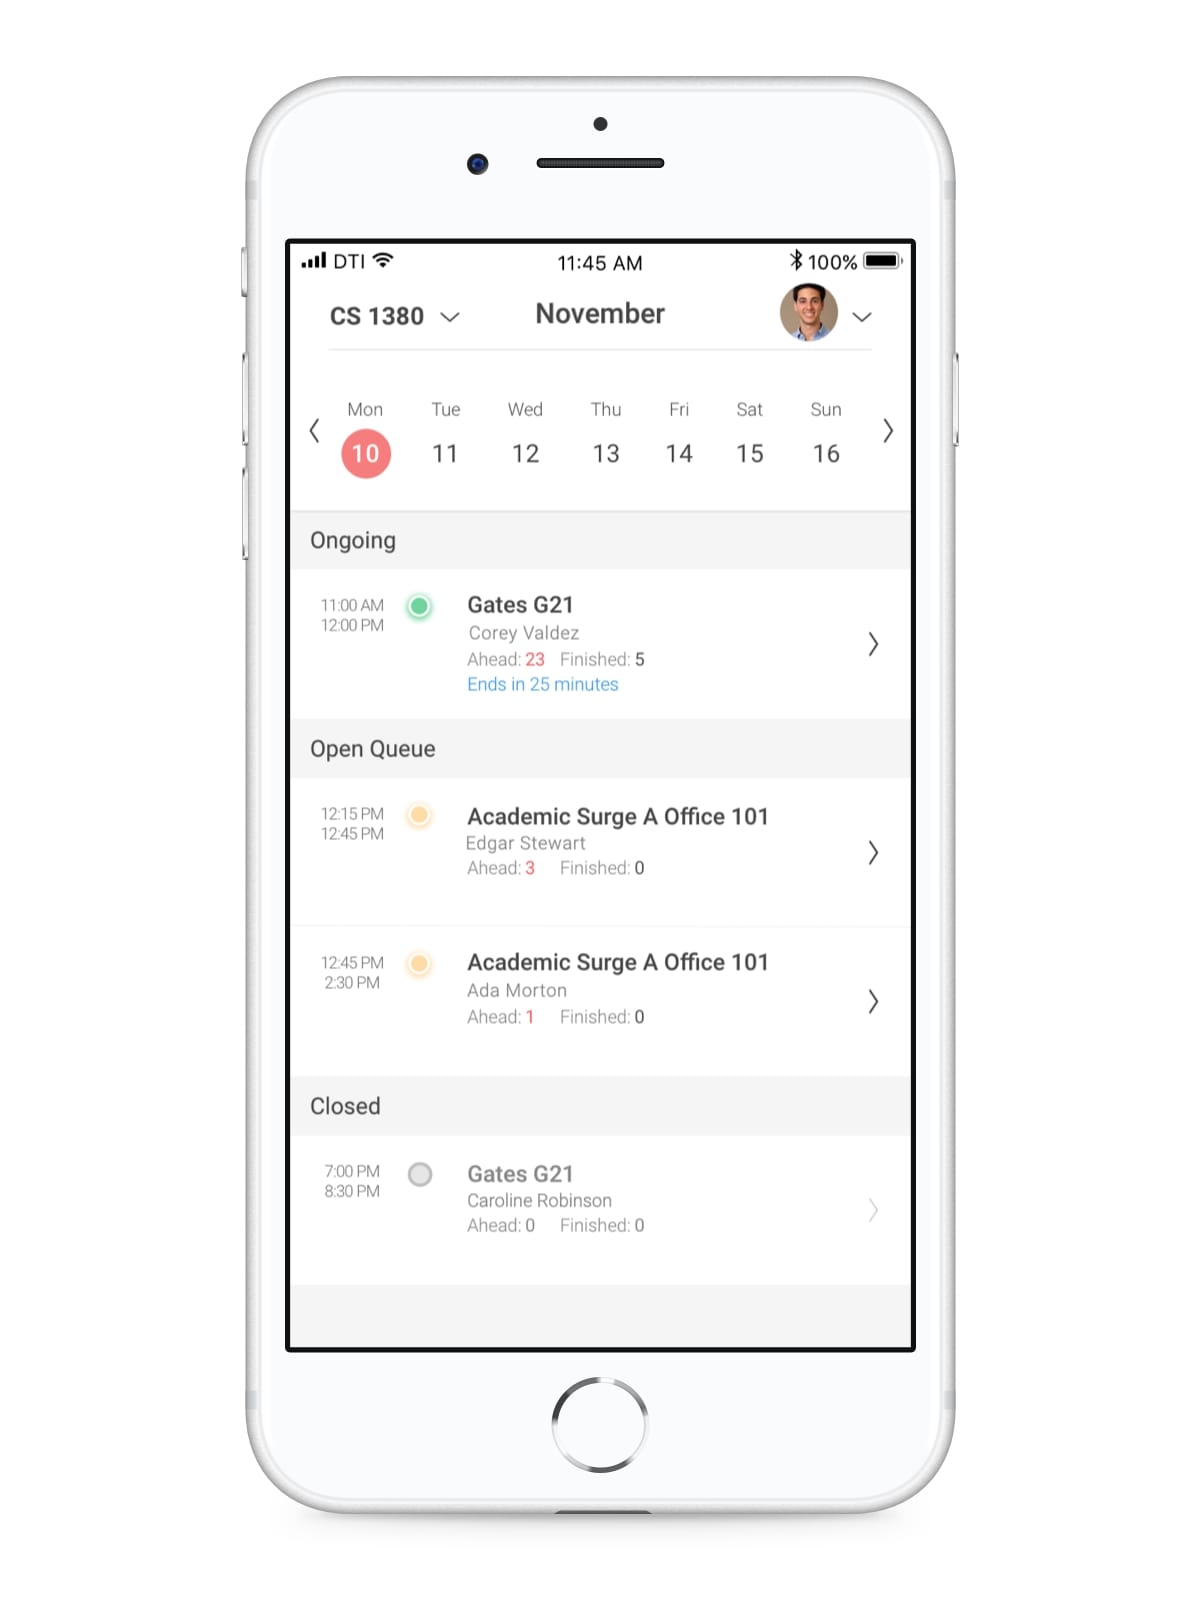 DTI 11:45 AM 100%
CS 1380 November
Mon Tue Wed Thu Fri Sat Sun
10 11 12 13 14 15 16
Ongoing
11:00 AM Gates G21
12:00 PM Corey Valdez
Ahead: 23 Finished: 5
Ends in 25 minutes
Open Queue
12:15 PM Academic Surge A Office 101
12:45 PM Edgar Stewart
Ahead: 3 Finished: 0
12:45 PM Academic Surge A Office 101
2:30 PM Ada Morton
Ahead: 1 Finished: 0
Closed
7:00 PM Gates G21
8:30 PM Caroline Robinson
Ahead: 0 Finished: 0